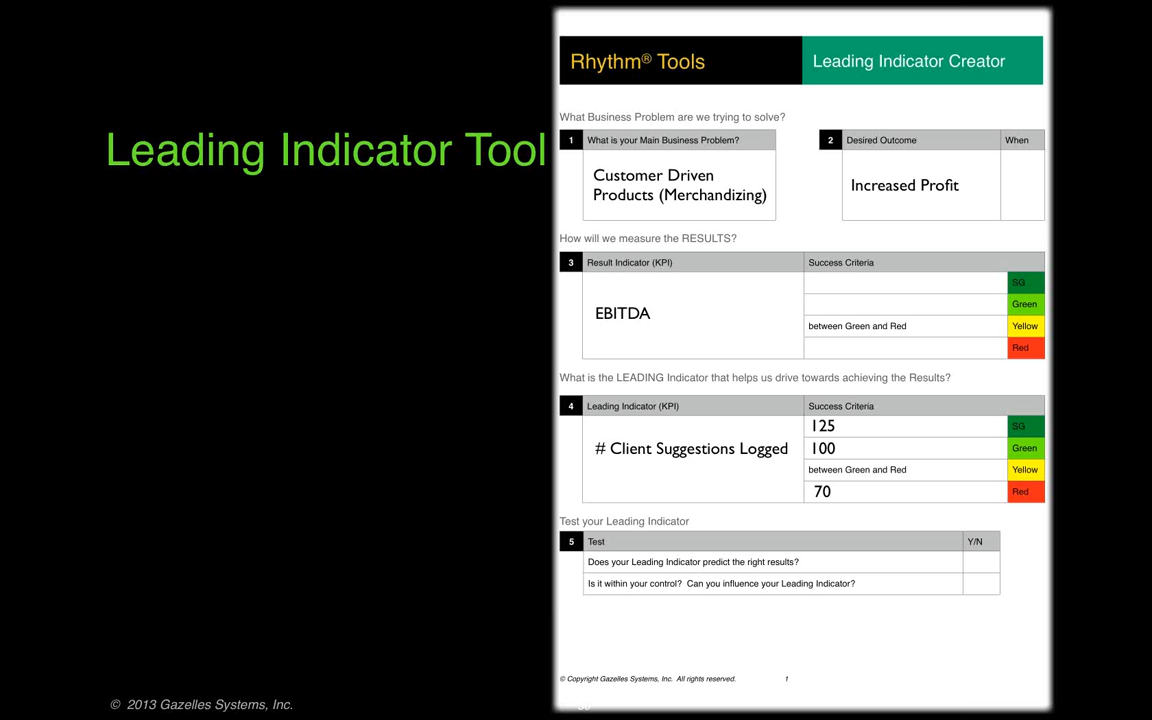 Leading Indicator Tool
Rhythm® Tools
Leading Indicator Creator
What Business Problem are we trying to solve?
1 What is your Main Business Problem?
Customer Driven
Products (Merchandizing)
2 Desired Outcome When
Increased Profit
How will we measure the RESULTS?
3 Result Indicator (KPI) Success Criteria
EBITDA
SG
Green
between Green and Red Yellow
Red
What is the LEADING Indicator that helps us drive towards achieving the Results?
4 Leading Indicator (KPI) Success Criteria
# Client Suggestions Logged
125 SG
100 Green
between Green and Red Yellow
70 Red
Test your Leading Indicator
5 Test Y/N
Does your Leading Indicator predict the right results?
Is it within your control? Can you influence your Leading Indicator?
© Copyright Gazelles Systems, Inc. All rights reserved. 1
© 2013 Gazelles Systems, Inc.